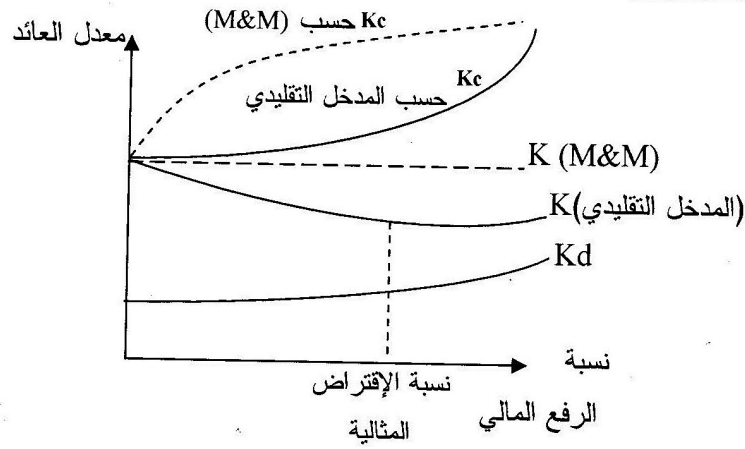 Kc حسب (M&M)
معدل العائد
Kc حسب المدخل التقليدي
K (M&M)
K(المدخل التقليدي)
Kd
نسبة
الرفع المالي
نسبة الإقتراض
المثالية